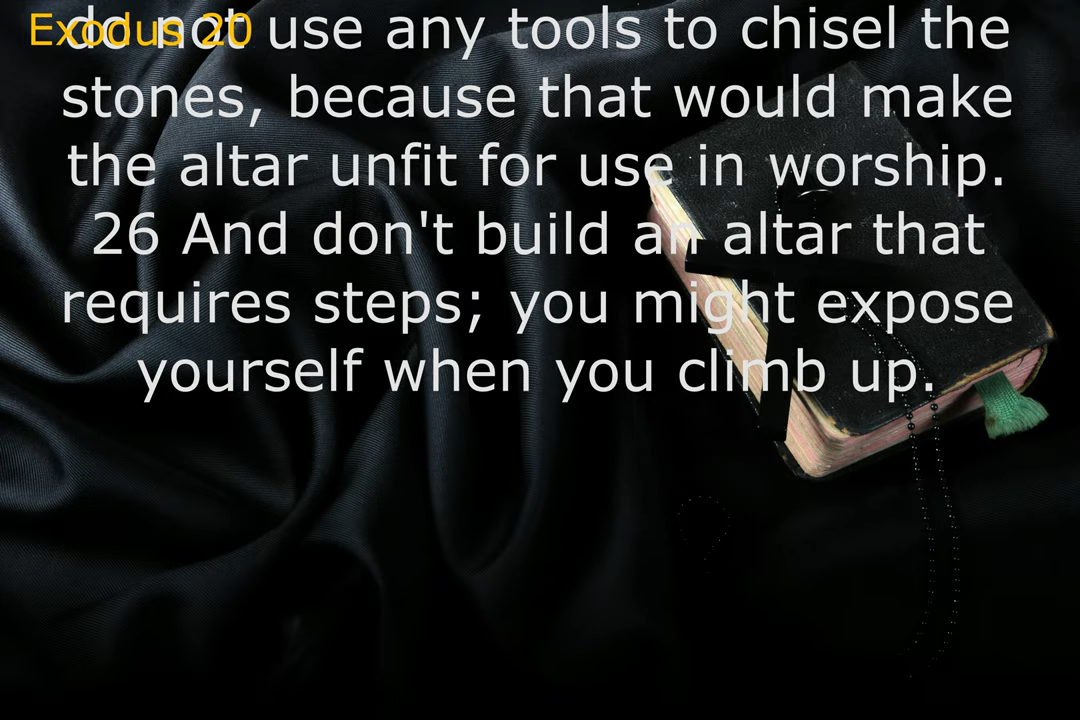 Exodus 20
do not use any tools to chisel the
stones, because that would make
the altar unfit for use in worship.
26 And don't build an altar that
requires steps; you might expose
yourself when you climb up.